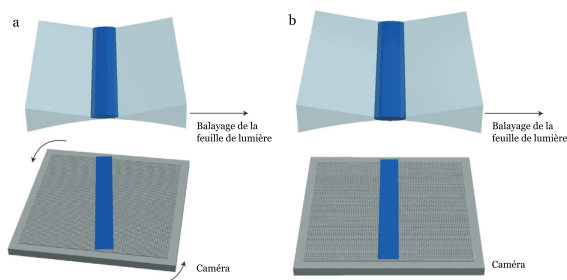 a
b
Balayage de la
feuille de lumière
Balayage de la
feuille de lumière
Caméra
Caméra